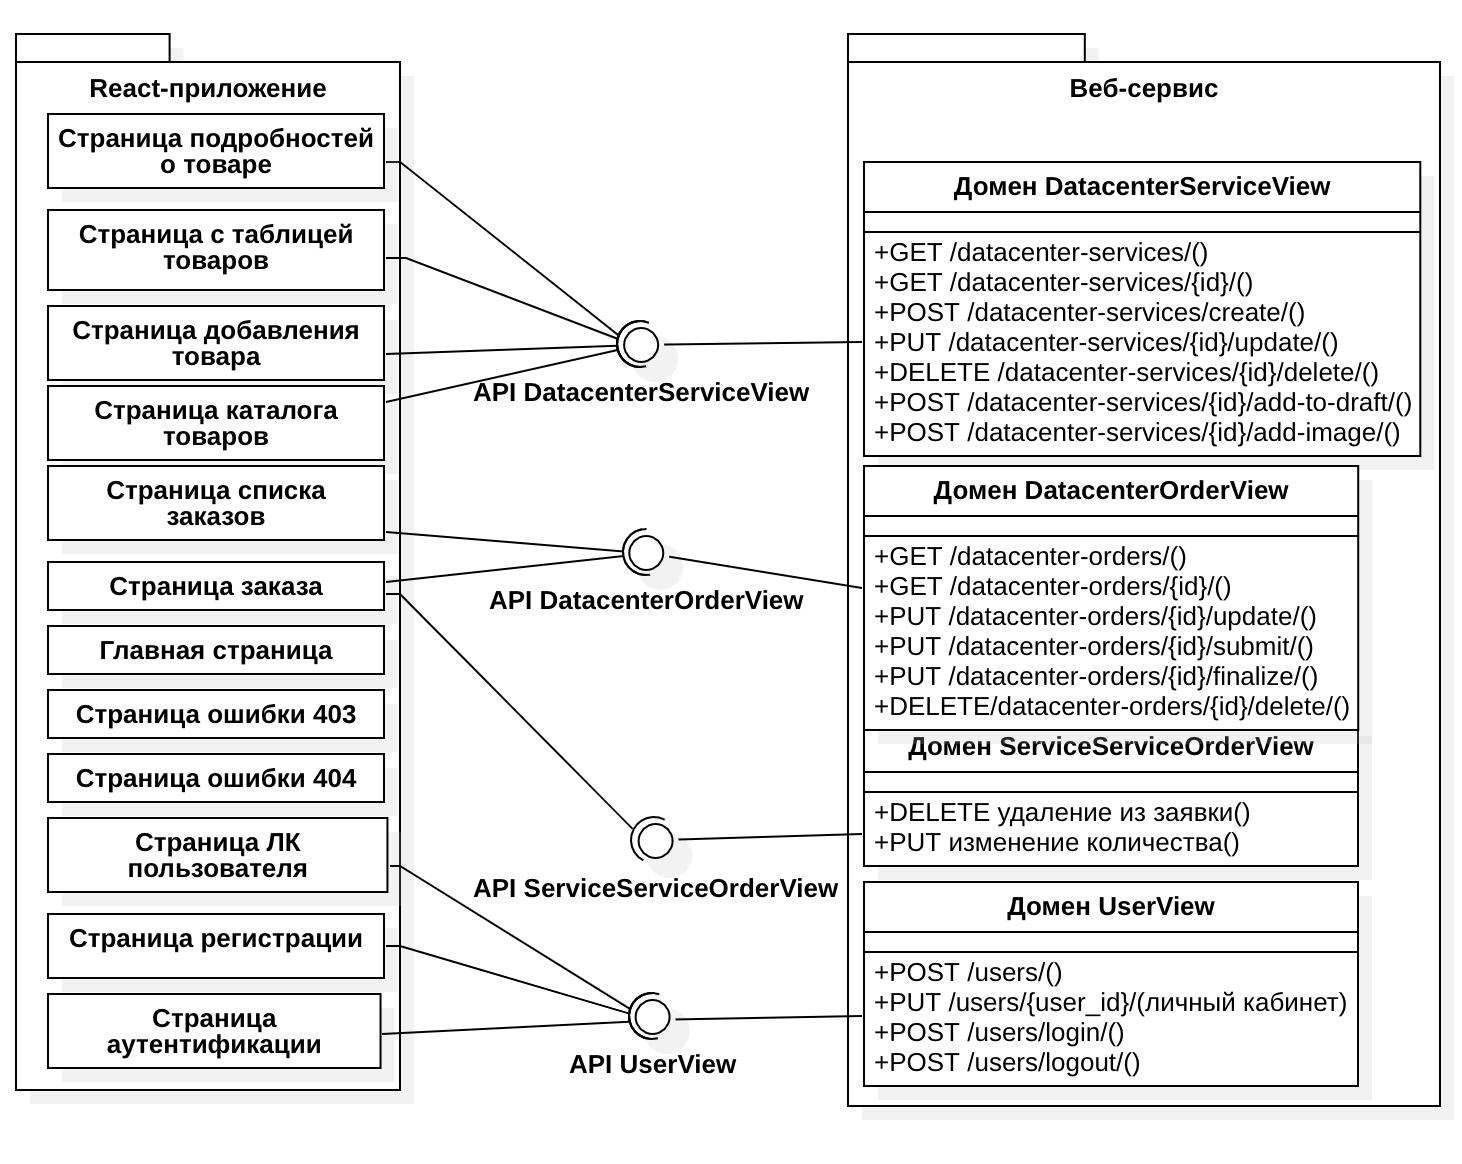 React-приложение
Страница подробностей
о товаре
Страница с таблицей
товаров
Страница добавления
товара
Страница каталога
товаров
Страница списка
заказов
Страница заказа
Главная страница
Страница ошибки 403
Страница ошибки 404
Страница ЛК
пользователя
Страница регистрации
Страница
аутентификации
API DatacenterServiceView
API DatacenterOrderView
API ServiceServiceOrderView
API UserView
Веб-сервис
Домен DatacenterServiceView
+GET /datacenter-services/()
+GET /datacenter-services/{id}/()
+POST /datacenter-services/create/()
+PUT /datacenter-services/{id}/update/()
+DELETE /datacenter-services/{id}/delete/()
+POST /datacenter-services/{id}/add-to-draft/()
+POST /datacenter-services/{id}/add-image/()
Домен DatacenterOrderView
+GET /datacenter-orders/()
+GET /datacenter-orders/{id}/()
+PUT /datacenter-orders/{id}/update/()
+PUT /datacenter-orders/{id}/submit/()
+PUT /datacenter-orders/{id}/finalize/()
+DELETE/datacenter-orders/{id}/delete/()
Домен ServiceServiceOrderView
+DELETE удаление из заявки()
+PUT изменение количества()
Домен UserView
+POST /users/()
+PUT /users/{user_id}/(личный кабинет)
+POST /users/login/()
+POST /users/logout/()